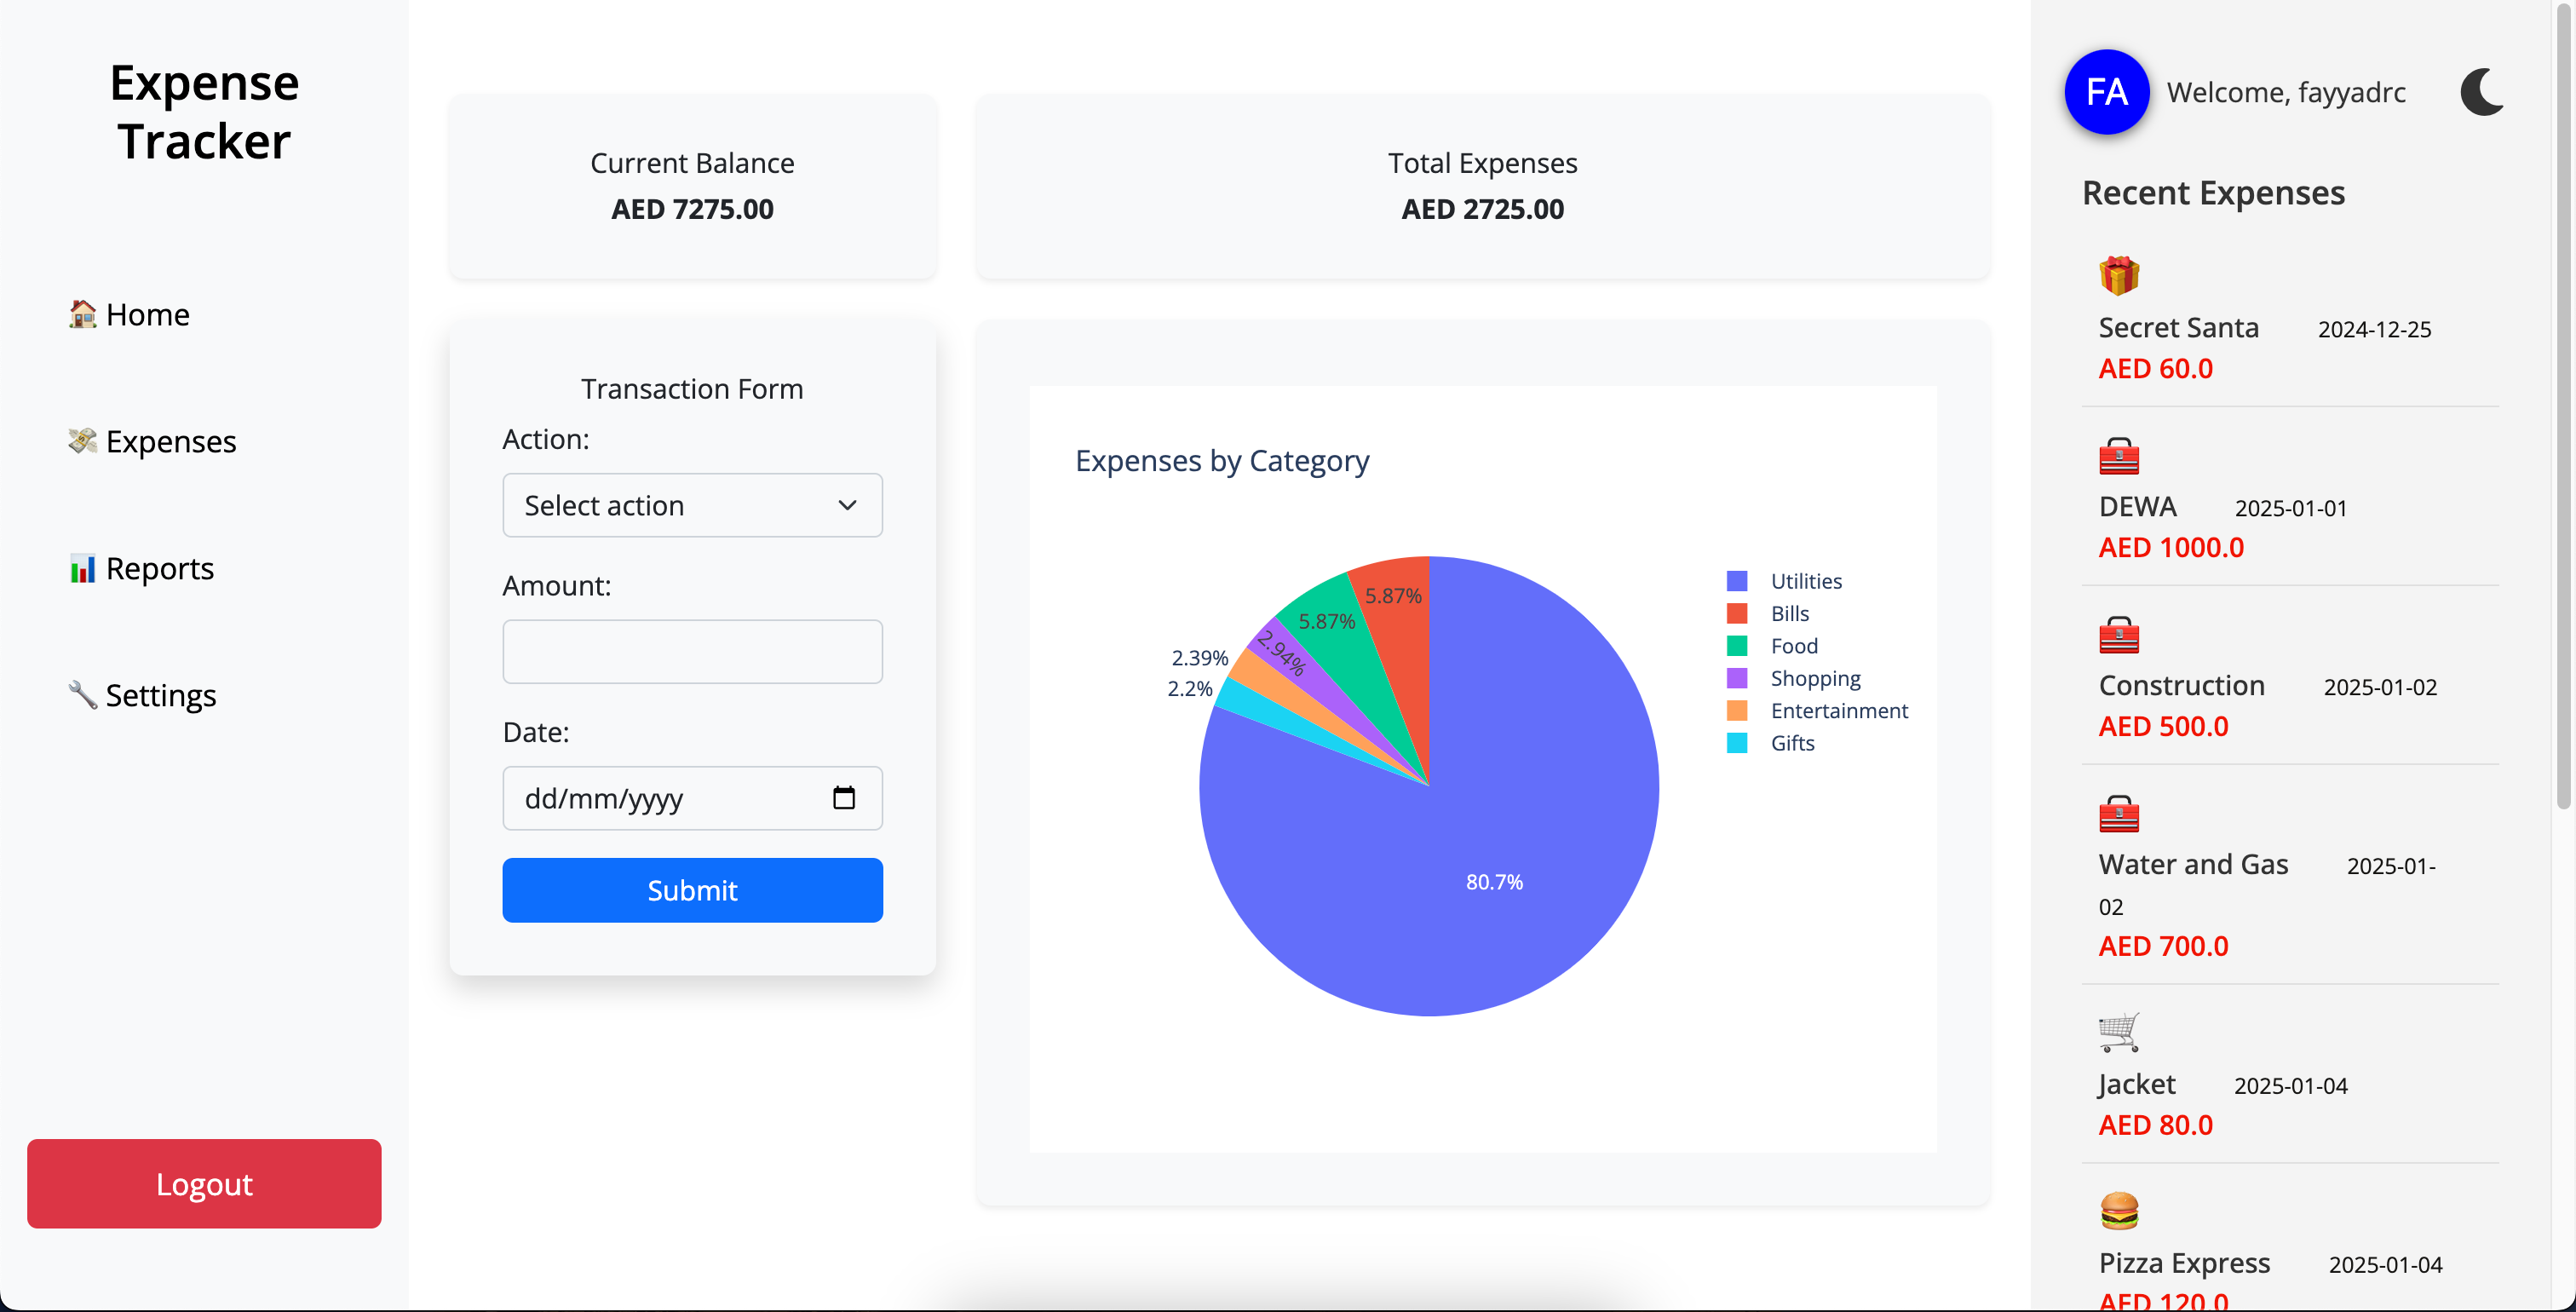 Expense
Tracker
Home
Expenses
Reports
Settings
Logout
Current Balance
AED 7275.00
Total Expenses
AED 2725.00
Transaction Form
Action:
Select action
Amount:
Date:
dd/mm/yyyy
Submit
Expenses by Category
5.87%
5.87%
2.94%
2.39%
2.2%
80.7%
Utilities
Bills
Food
Shopping
Entertainment
Gifts
FA Welcome, fayyadrc
Recent Expenses
Secret Santa 2024-12-25
AED 60.0
DEWA 2025-01-01
AED 1000.0
Construction 2025-01-02
AED 500.0
Water and Gas 2025-01-
02
AED 700.0
Jacket 2025-01-04
AED 80.0
Pizza Express 2025-01-04
AED 120.0